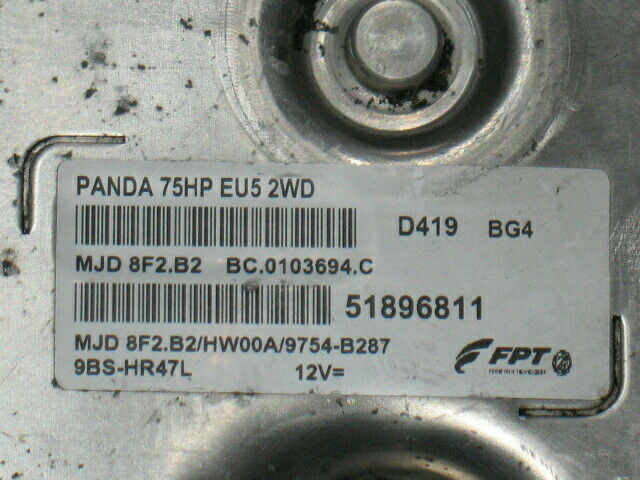 PANDA 75HP EU5 2WD
D419 BG4
MJD 8F2.B2 BC.0103694.C
51896811
MJD 8F2.B2/HW00A/9754-B287
9BS-HR47L 12V=
FPT